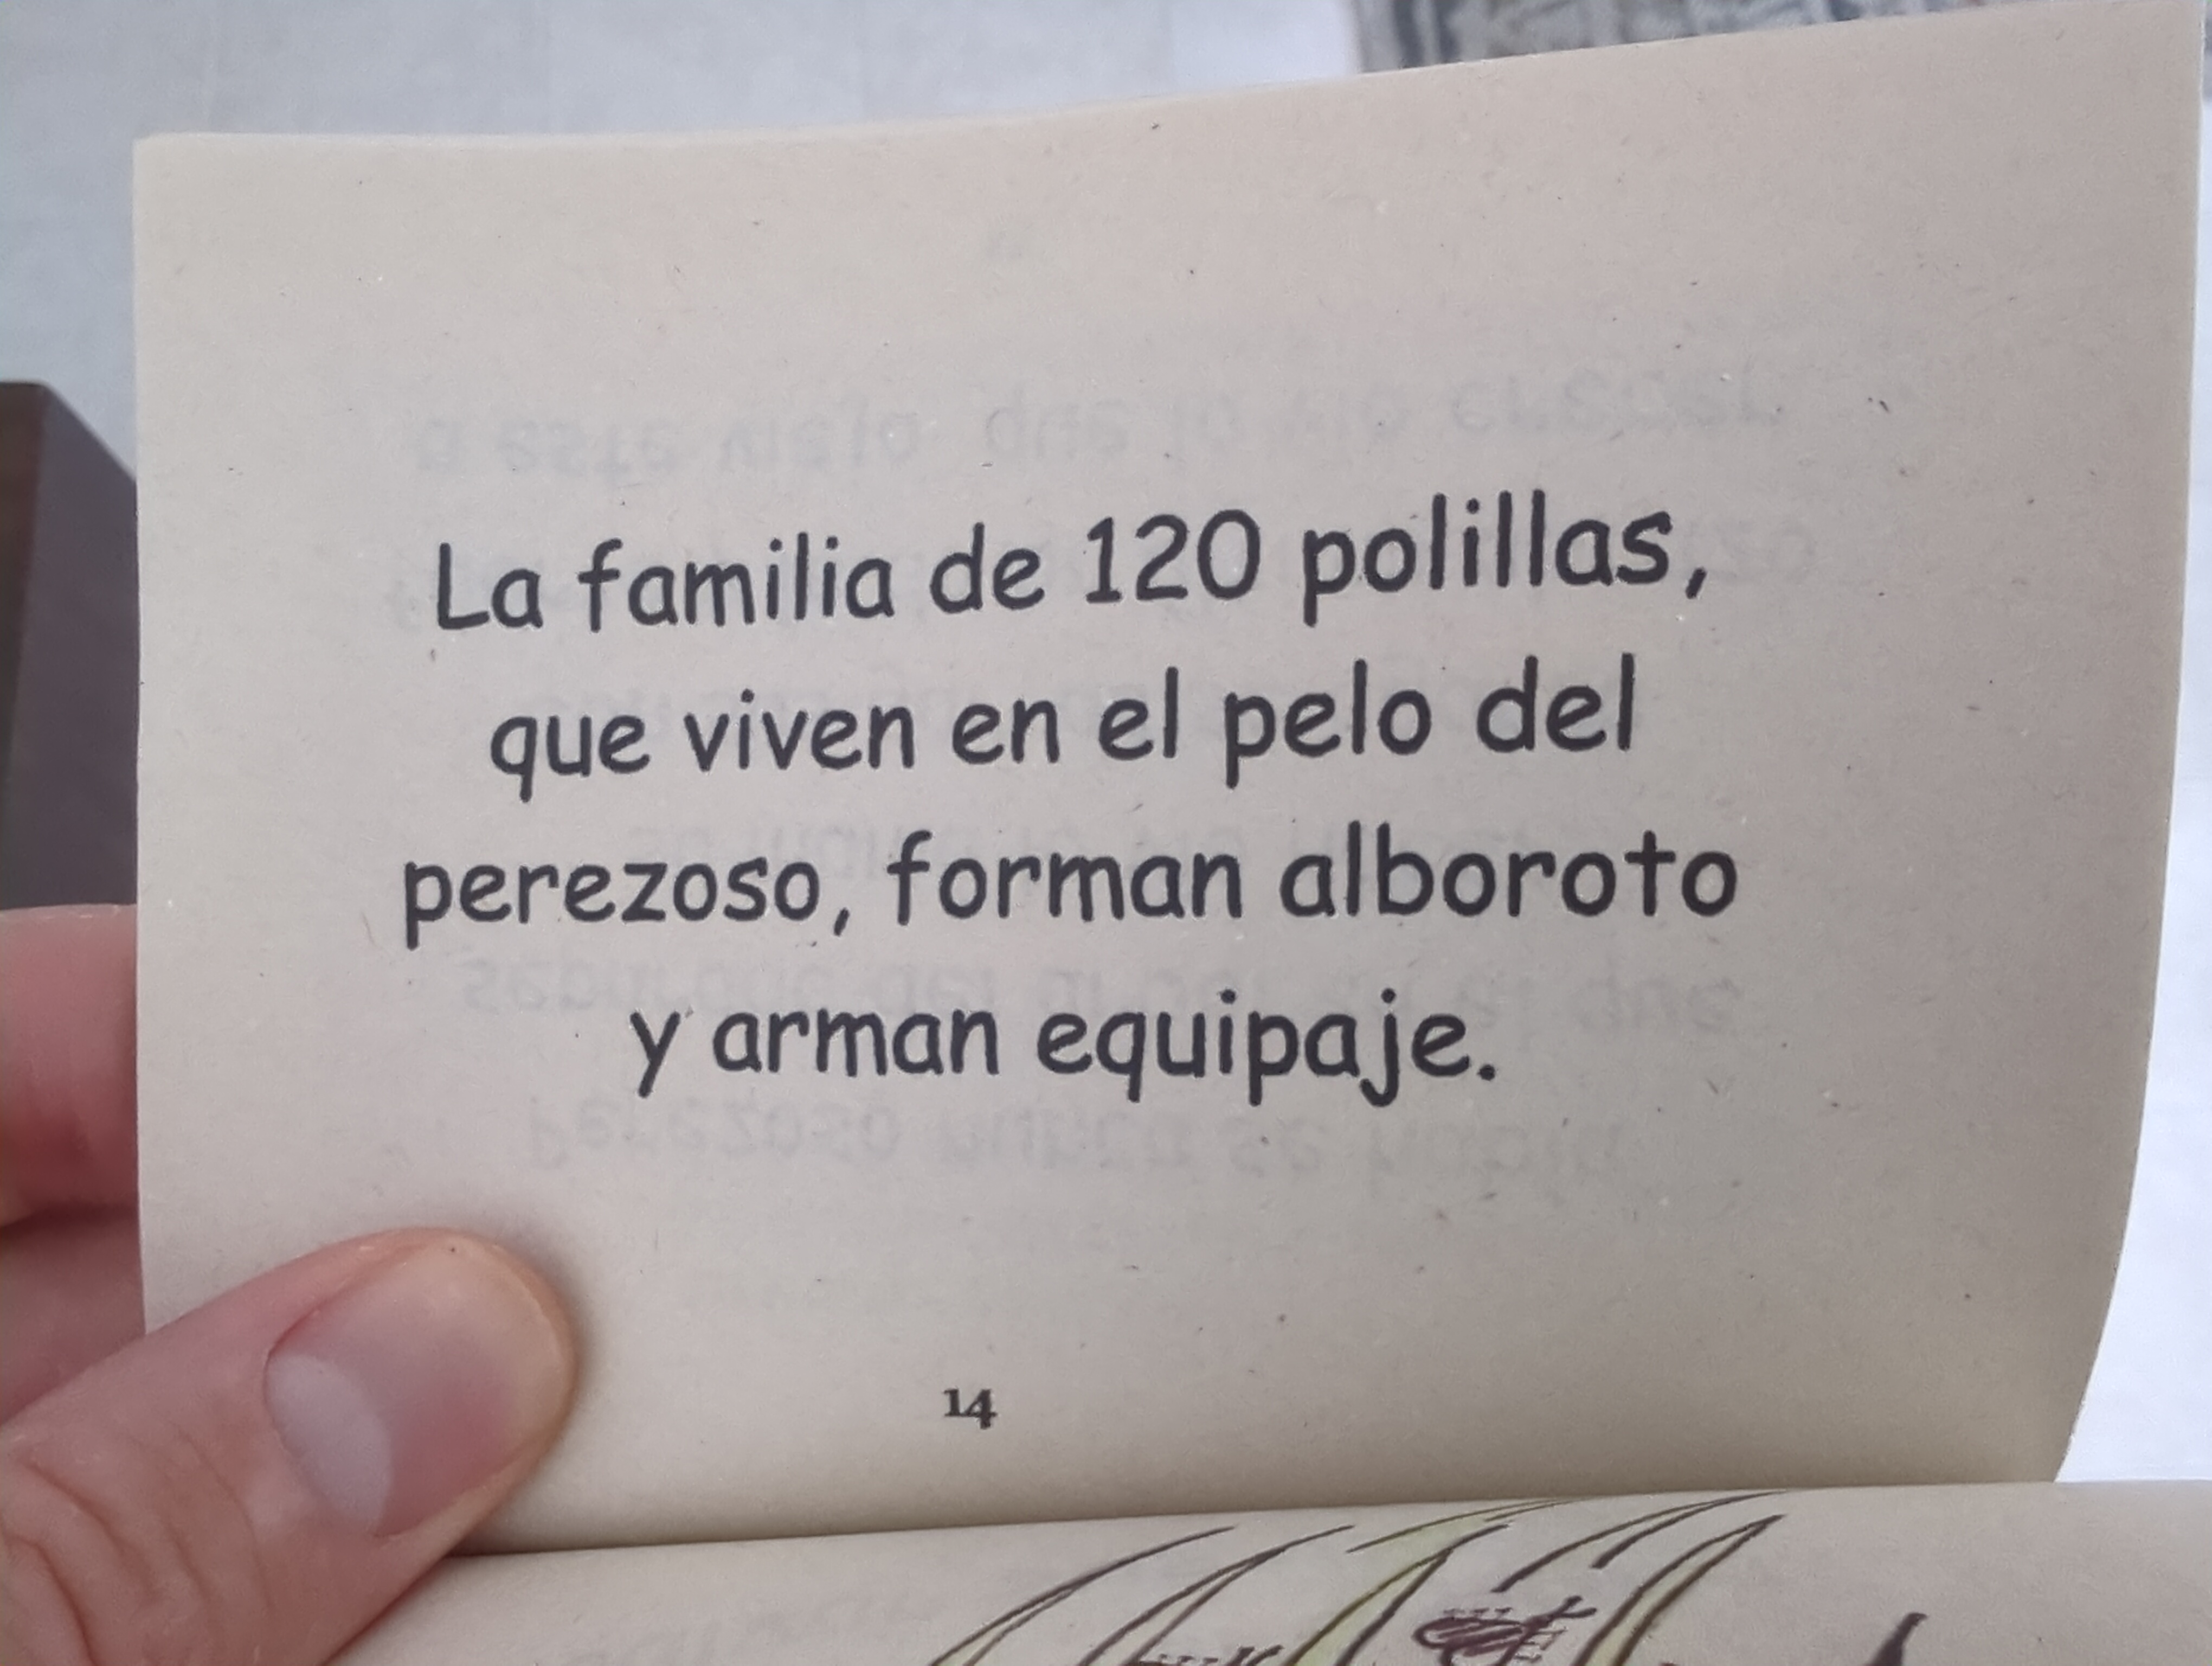 La familia de 120 polillas,
que viven en el pelo del
perezoso, forman alboroto
y arman equipaje.
14